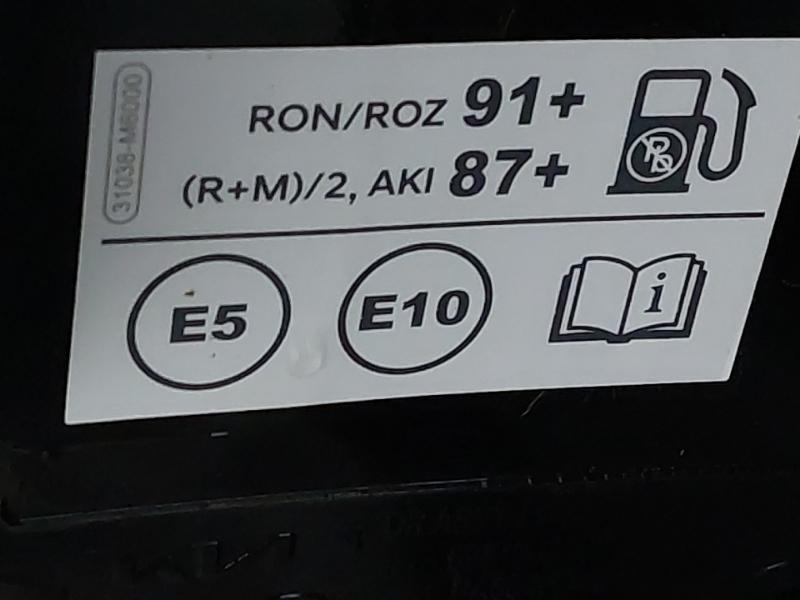 31038-M6000
RON/ROZ 91+
(R+M)/2, AKI 87+
Pb
E5
E10
i